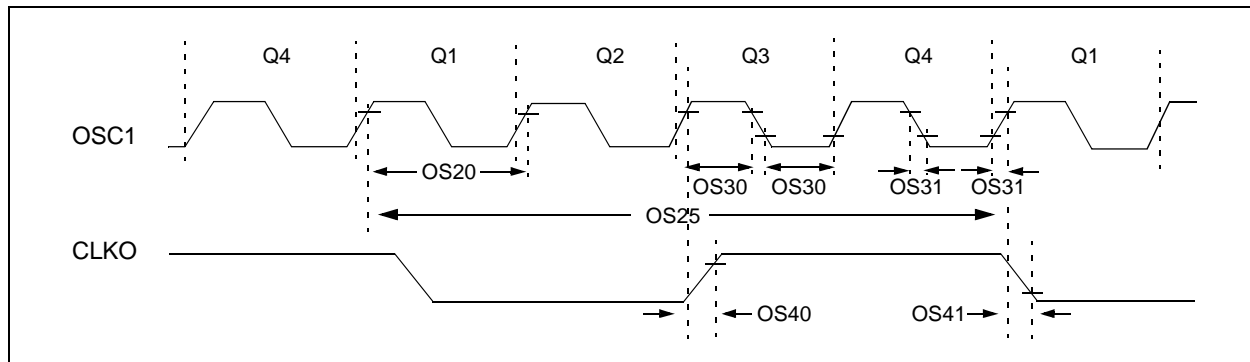 Q4 Q1 Q2 Q3 Q4 Q1
OSC1
OS20 OS30 OS30 OS31 OS31
OS25
CLKO
OS40 OS41